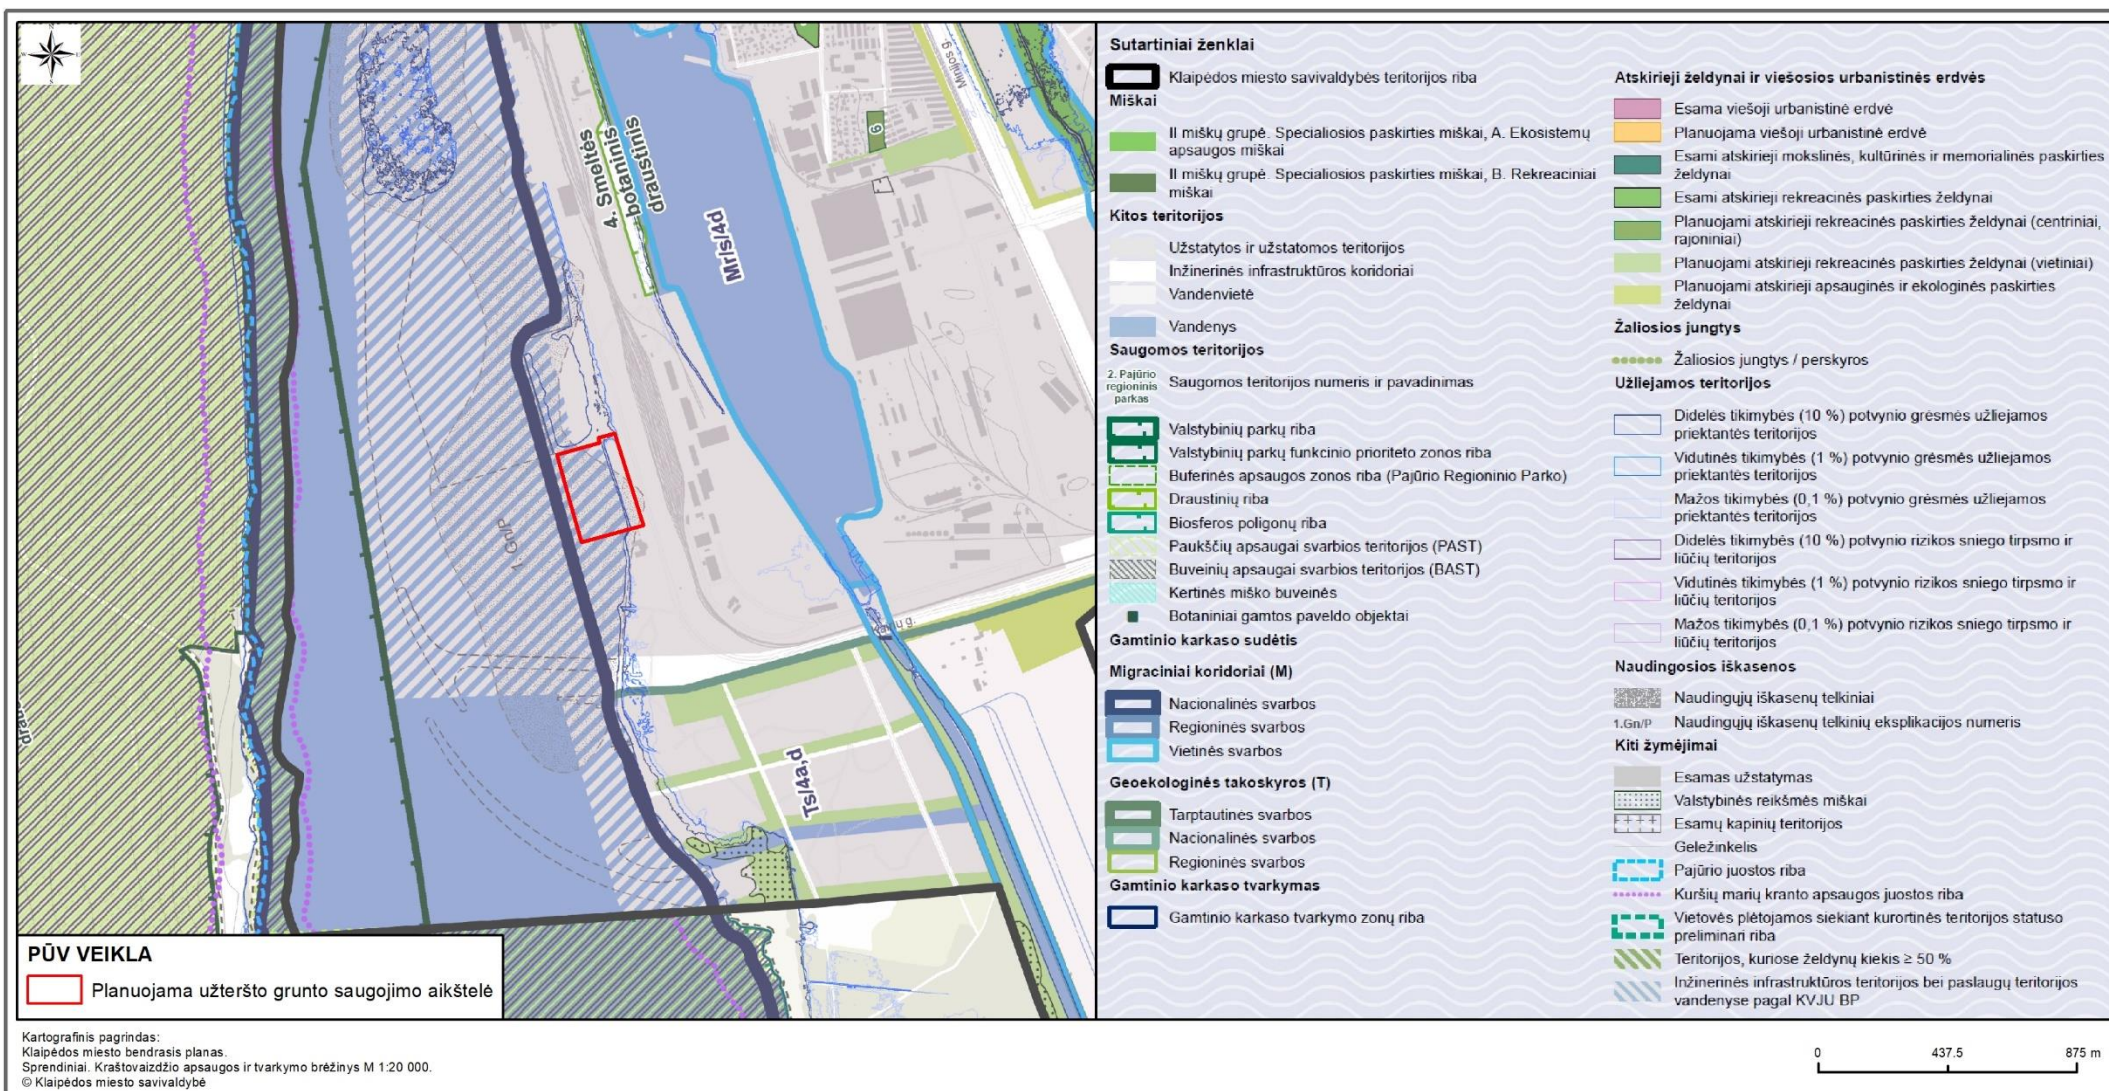 4. Smeltės
botaninis
draustinis
Mr/s/4d
Minijos g.
6
1.Gn/P
Kairių g.
Ts/4a,d
PŪV VEIKLA
Planuojama užteršto grunto saugojimo aikštelė
Sutartiniai ženklai
Klaipėdos miesto savivaldybės teritorijos riba
Miškai
II miškų grupė. Specialiosios paskirties miškai, A. Ekosistemų
apsaugos miškai
II miškų grupė. Specialiosios paskirties miškai, B. Rekreaciniai
miškai
Kitos teritorijos
Užstatytos ir užstatomos teritorijos
Inžinerinės infrastruktūros koridoriai
Vandenvietė
Vandenys
Saugomos teritorijos
2. Pajūrio
regioninis
parkas
Saugomos teritorijos numeris ir pavadinimas
Valstybinių parkų riba
Valstybinių parkų funkcinio prioriteto zonos riba
Buferinės apsaugos zonos riba (Pajūrio Regioninio Parko)
Draustinių riba
Biosferos poligonų riba
Paukščių apsaugai svarbios teritorijos (PAST)
Buveinių apsaugai svarbios teritorijos (BAST)
Kertinės miško buveinės
Botaniniai gamtos paveldo objektai
Gamtinio karkaso sudėtis
Migraciniai koridoriai (M)
Nacionalinės svarbos
Regioninės svarbos
Vietinės svarbos
Geoekologinės takoskyros (T)
Tarptautinės svarbos
Nacionalinės svarbos
Regioninės svarbos
Gamtinio karkaso tvarkymas
Gamtinio karkaso tvarkymo zonų riba
Atskirieji želdynai ir viešosios urbanistinės erdvės
Esama viešoji urbanistinė erdvė
Planuojama viešoji urbanistinė erdvė
Esami atskirieji mokslinės, kultūrinės ir memorialinės paskirties
želdynai
Esami atskirieji rekreacinės paskirties želdynai
Planuojami atskirieji rekreacinės paskirties želdynai (centriniai,
rajoniniai)
Planuojami atskirieji rekreacinės paskirties želdynai (vietiniai)
Planuojami atskirieji apsauginės ir ekologinės paskirties
želdynai
Žaliosios jungtys
Žaliosios jungtys / perskyros
Užliejamos teritorijos
Didelės tikimybės (10 %) potvynio grėsmės užliejamos
priektantės teritorijos
Vidutinės tikimybės (1 %) potvynio grėsmės užliejamos
priektantės teritorijos
Mažos tikimybės (0,1 %) potvynio grėsmės užliejamos
priektantės teritorijos
Didelės tikimybės (10 %) potvynio rizikos sniego tirpsmo ir
liūčių teritorijos
Vidutinės tikimybės (1 %) potvynio rizikos sniego tirpsmo ir
liūčių teritorijos
Mažos tikimybės (0,1 %) potvynio rizikos sniego tirpsmo ir
liūčių teritorijos
Naudingosios iškasenos
Naudingųjų iškasenų telkiniai
1.Gn/P Naudingųjų iškasenų telkinių eksplikacijos numeris
Kiti žymėjimai
Esamas užstatymas
Valstybinės reikšmės miškai
Esamų kapinių teritorijos
Geležinkelis
Pajūrio juostos riba
Kuršių marių kranto apsaugos juostos riba
Vietovės plėtojamos siekiant kurortinės teritorijos statuso
preliminari riba
Teritorijos, kuriose želdynų kiekis ≥ 50 %
Inžinerinės infrastruktūros teritorijos bei paslaugų teritorijos
vandenyse pagal KVJU BP
Kartografinis pagrindas:
Klaipėdos miesto bendrasis planas.
Sprendiniai. Kraštovaizdžio apsaugos ir tvarkymo brėžinys M 1:20 000.
© Klaipėdos miesto savivaldybė
0 437.5 875 m